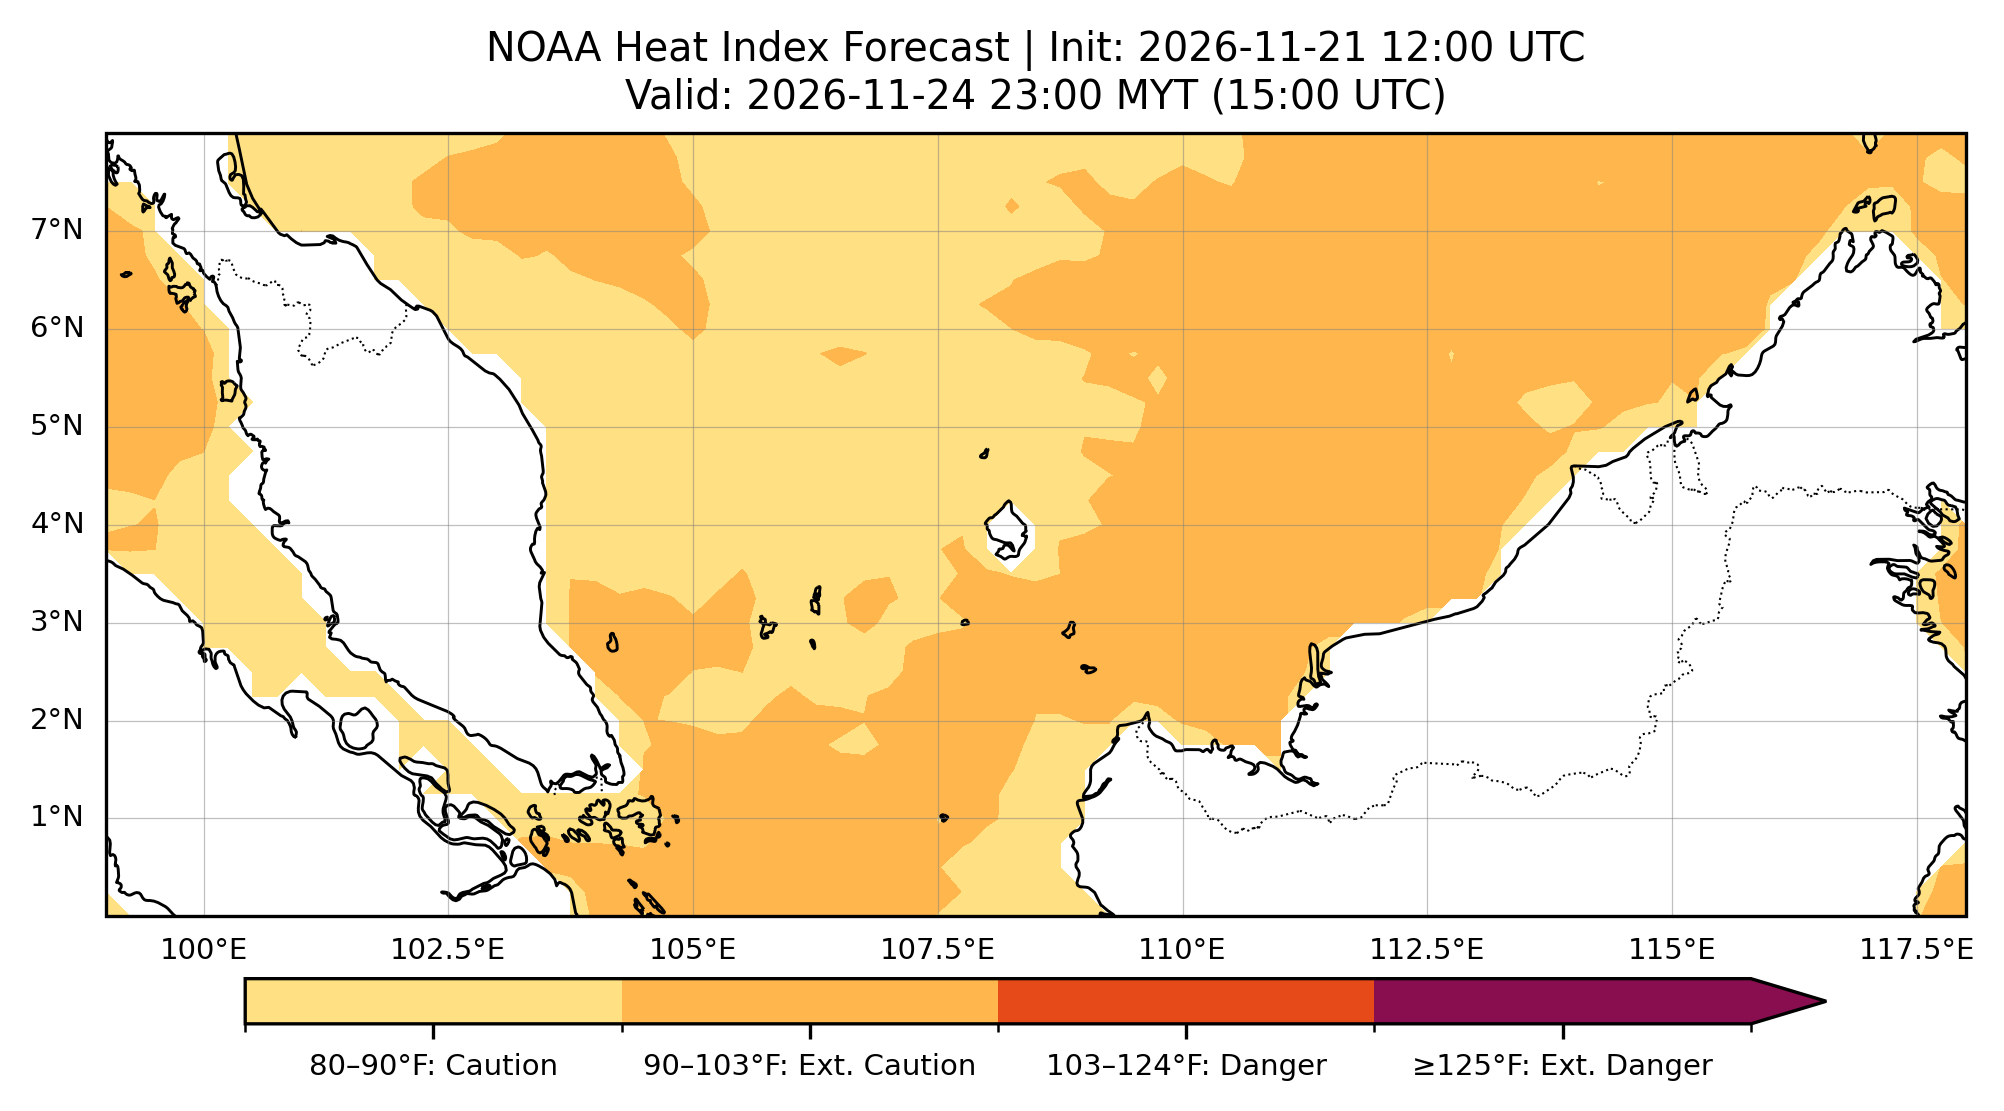 NOAA Heat Index Forecast | Init: 2026-11-21 12:00 UTC
Valid: 2026-11-24 23:00 MYT (15:00 UTC)
7°N
6°N
5°N
4°N
3°N
2°N
1°N
100°E 102.5°E 105°E 107.5°E 110°E 112.5°E 115°E 117.5°E
80–90°F: Caution 90–103°F: Ext. Caution 103–124°F: Danger ≥125°F: Ext. Danger